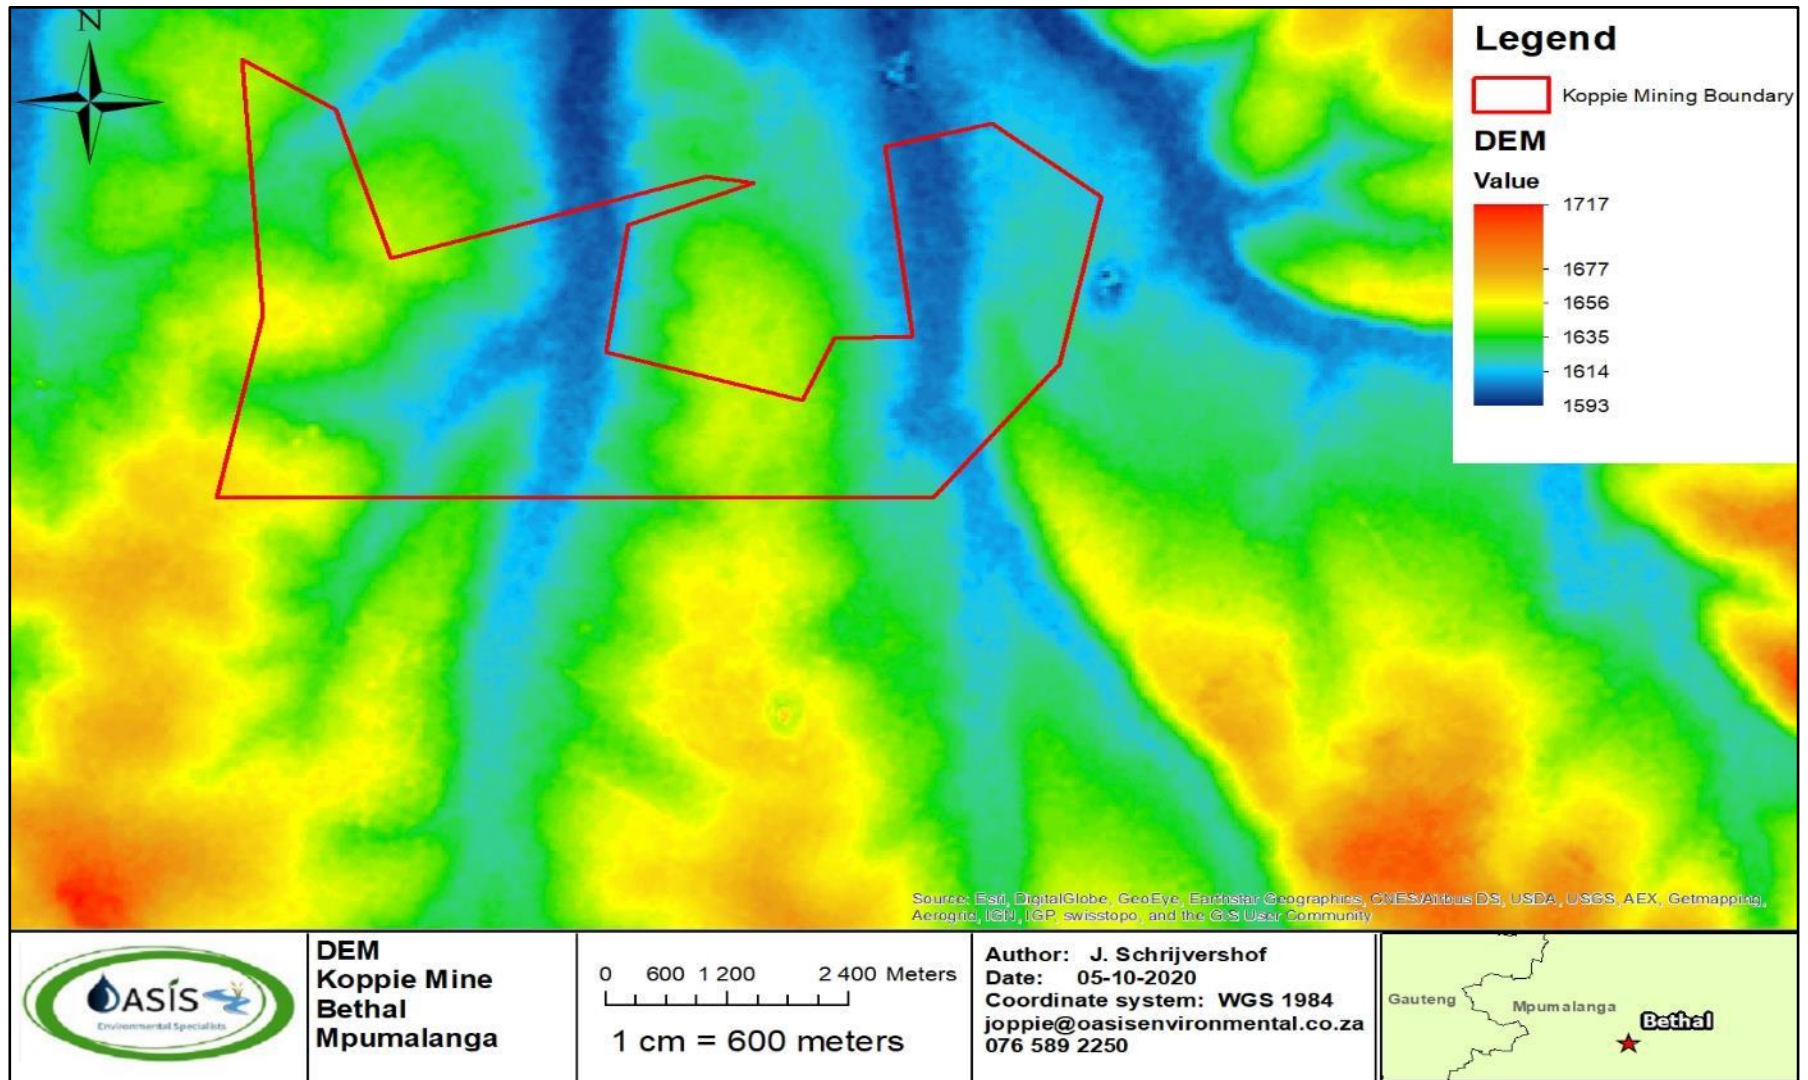 N
Legend
Koppie Mining Boundary
DEM
Value
1717
1677
1656
1635
1614
1593
Source: Esri, DigitalGlobe, GeoEye, Earthstar Geographics, CNES/Airbus DS, USDA, USGS, AEX, Getmapping,
Aerogrid, IGN, IGP, swisstopo, and the GIS User Community
OASIS
Environmental Specialists
DEM
Koppie Mine
Bethal
Mpumalanga
0 600 1 200 2 400 Meters
1 cm = 600 meters
Author: J. Schrijvershof
Date: 05-10-2020
Coordinate system: WGS 1984
joppie@oasisenvironmental.co.za
076 589 2250
Gauteng
Mpumalanga
Bethal